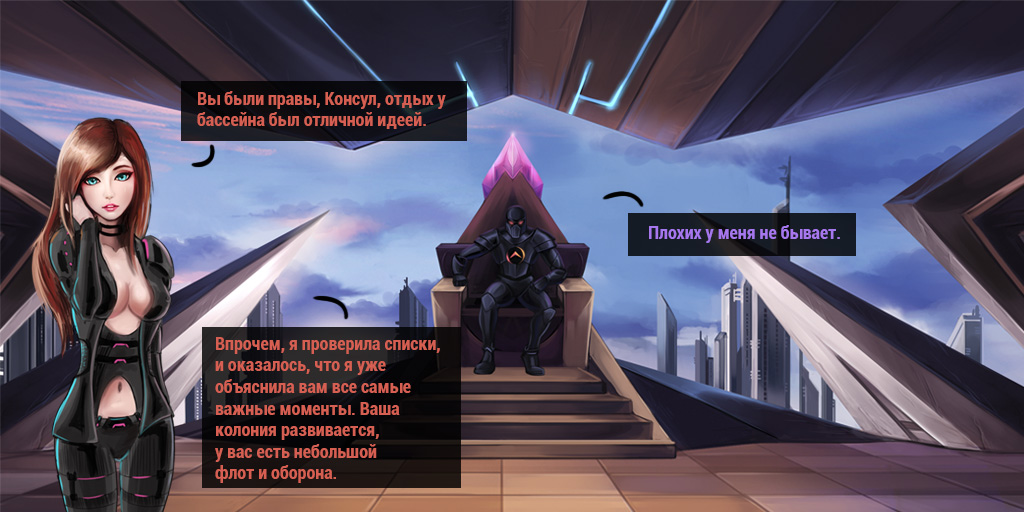 Вы были правы, Консул, отдых у
бассейна был отличной идеей.
Плохих у меня не бывает.
Впрочем, я проверила списки,
и оказалось, что я уже
объяснила вам все самые
важные моменты. Ваша
колония развивается,
у вас есть небольшой
флот и оборона.